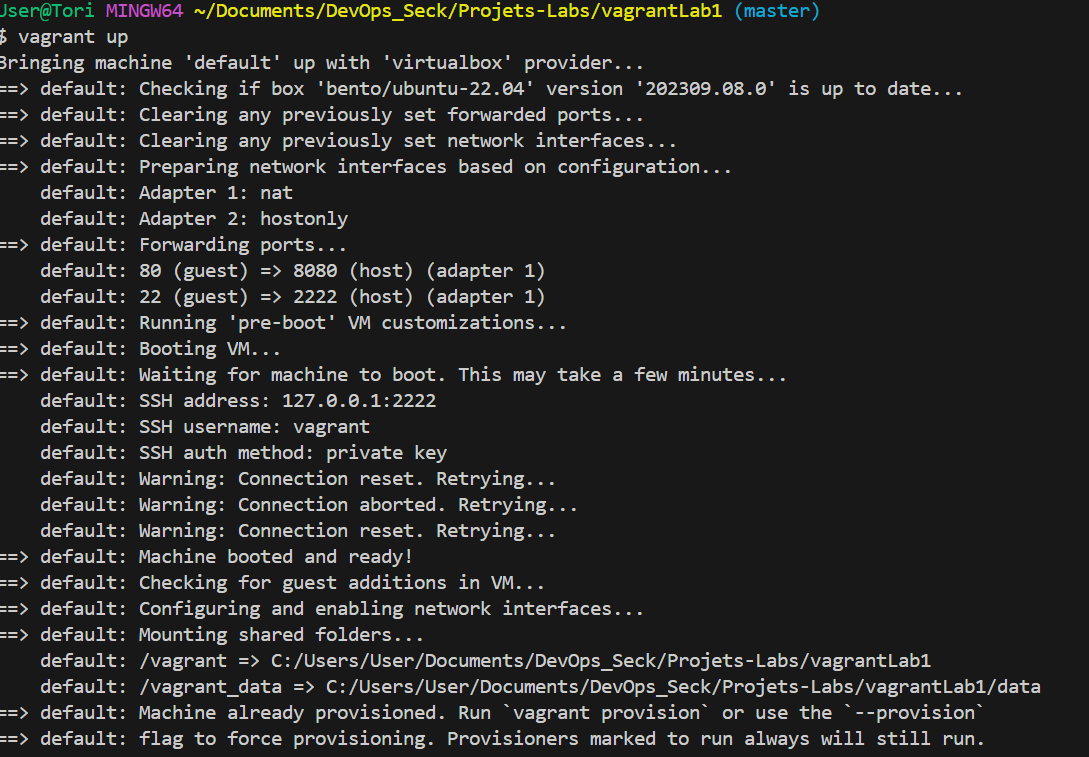 User@Tori MINGW64 ~/Documents/DevOps_Seck/Projets-Labs/vagrantLab1 (master)
$ vagrant up
Bringing machine 'default' up with 'virtualbox' provider...
==> default: Checking if box 'bento/ubuntu-22.04' version '202309.08.0' is up to date...
==> default: Clearing any previously set forwarded ports...
==> default: Clearing any previously set network interfaces...
==> default: Preparing network interfaces based on configuration...
    default: Adapter 1: nat
    default: Adapter 2: hostonly
==> default: Forwarding ports...
    default: 80 (guest) => 8080 (host) (adapter 1)
    default: 22 (guest) => 2222 (host) (adapter 1)
==> default: Running 'pre-boot' VM customizations...
==> default: Booting VM...
==> default: Waiting for machine to boot. This may take a few minutes...
    default: SSH address: 127.0.0.1:2222
    default: SSH username: vagrant
    default: SSH auth method: private key
    default: Warning: Connection reset. Retrying...
    default: Warning: Connection aborted. Retrying...
    default: Warning: Connection reset. Retrying...
==> default: Machine booted and ready!
==> default: Checking for guest additions in VM...
==> default: Configuring and enabling network interfaces...
==> default: Mounting shared folders...
    default: /vagrant => C:/Users/User/Documents/DevOps_Seck/Projets-Labs/vagrantLab1
    default: /vagrant_data => C:/Users/User/Documents/DevOps_Seck/Projets-Labs/vagrantLab1/data
==> default: Machine already provisioned. Run `vagrant provision` or use the `--provision`
==> default: flag to force provisioning. Provisioners marked to run always will still run.